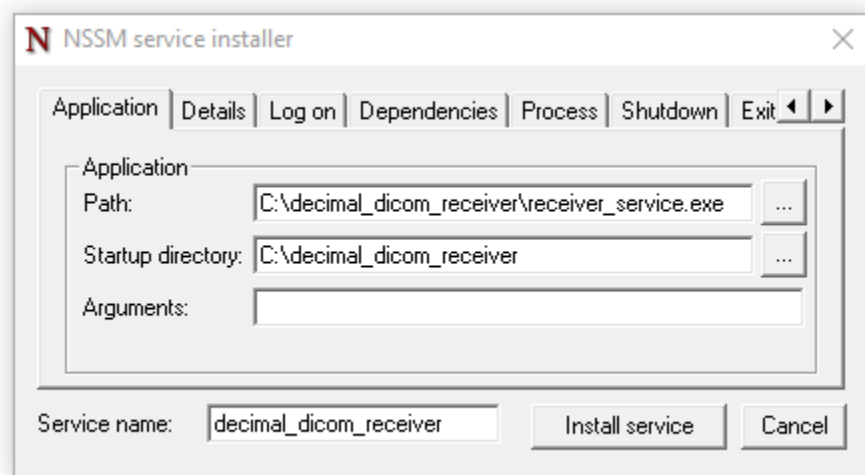 N NSSM service installer
Application Details Log on Dependencies Process Shutdown Exit
Application
Path: C:\decimal_dicom_receiver\receiver_service.exe ...
Startup directory: C:\decimal_dicom_receiver ...
Arguments:
Service name: decimal_dicom_receiver Install service Cancel